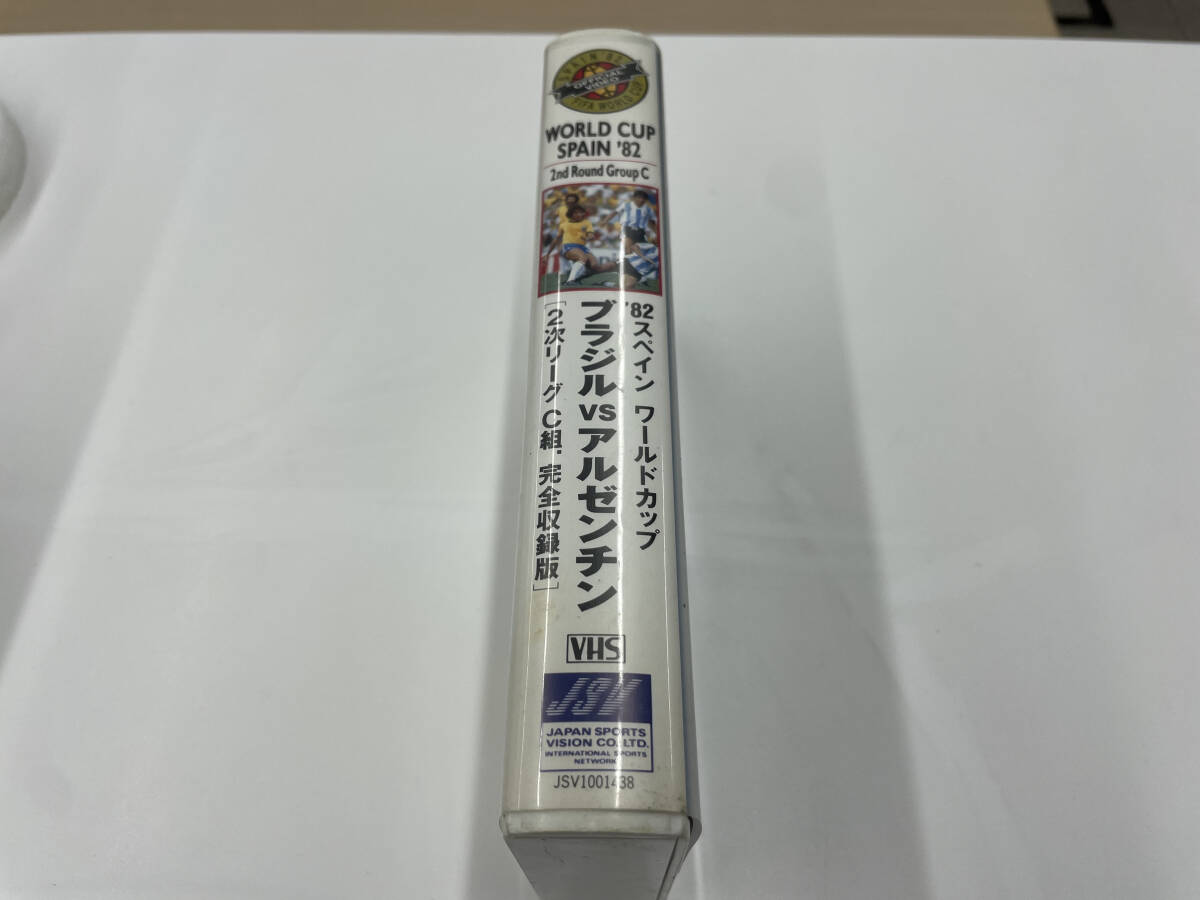 SPAIN '82
OFFICIAL
VIDEO
FIFA WORLD CUP
WORLD CUP
SPAIN '82
2nd Round Group C
'82スペイン ワールドカップ
ブラジルvsアルゼンチン
[2次リーグ C組、完全収録版]
VHS
JSV
JAPAN SPORTS
VISION CO.,LTD.
INTERNATIONAL SPORTS
NETWORK
JSV1001438